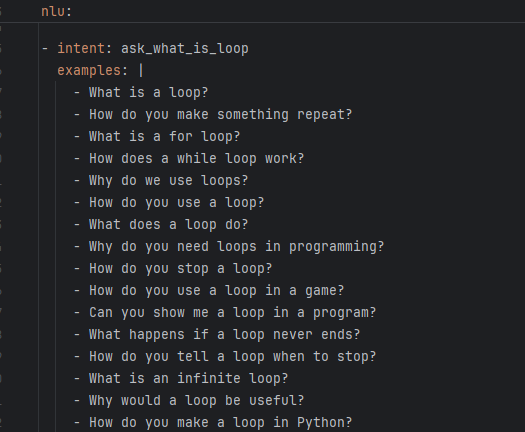 nlu:
- intent: ask_what_is_loop
examples: |
- What is a loop?
- How do you make something repeat?
- What is a for loop?
- How does a while loop work?
- Why do we use loops?
- How do you use a loop?
- What does a loop do?
- Why do you need loops in programming?
- How do you stop a loop?
- How do you use a loop in a game?
- Can you show me a loop in a program?
- What happens if a loop never ends?
- How do you tell a loop when to stop?
- What is an infinite loop?
- Why would a loop be useful?
- How do you make a loop in Python?